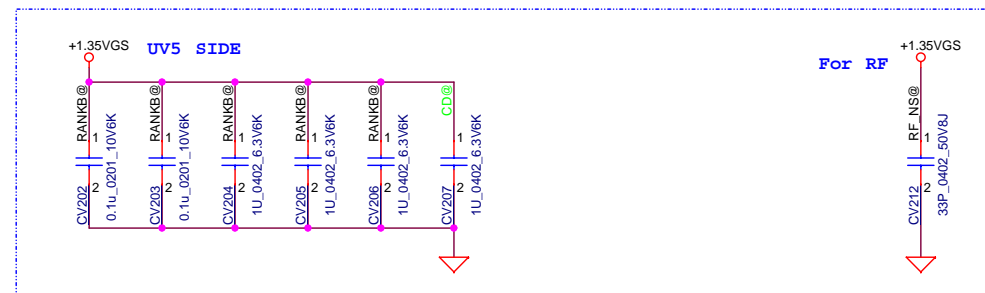 +1.35VGS
UV5 SIDE
RANKB@
1
2
CV202
0.1u_0201_10V6K
RANKB@
1
2
CV203
0.1u_0201_10V6K
RANKB@
1
2
CV204
1U_0402_6.3V6K
RANKB@
1
2
CV205
1U_0402_6.3V6K
RANKB@
1
2
CV206
1U_0402_6.3V6K
CD@
1
2
CV207
1U_0402_6.3V6K
For RF
+1.35VGS
RF_NS@
1
2
CV212
33P_0402_50V8J